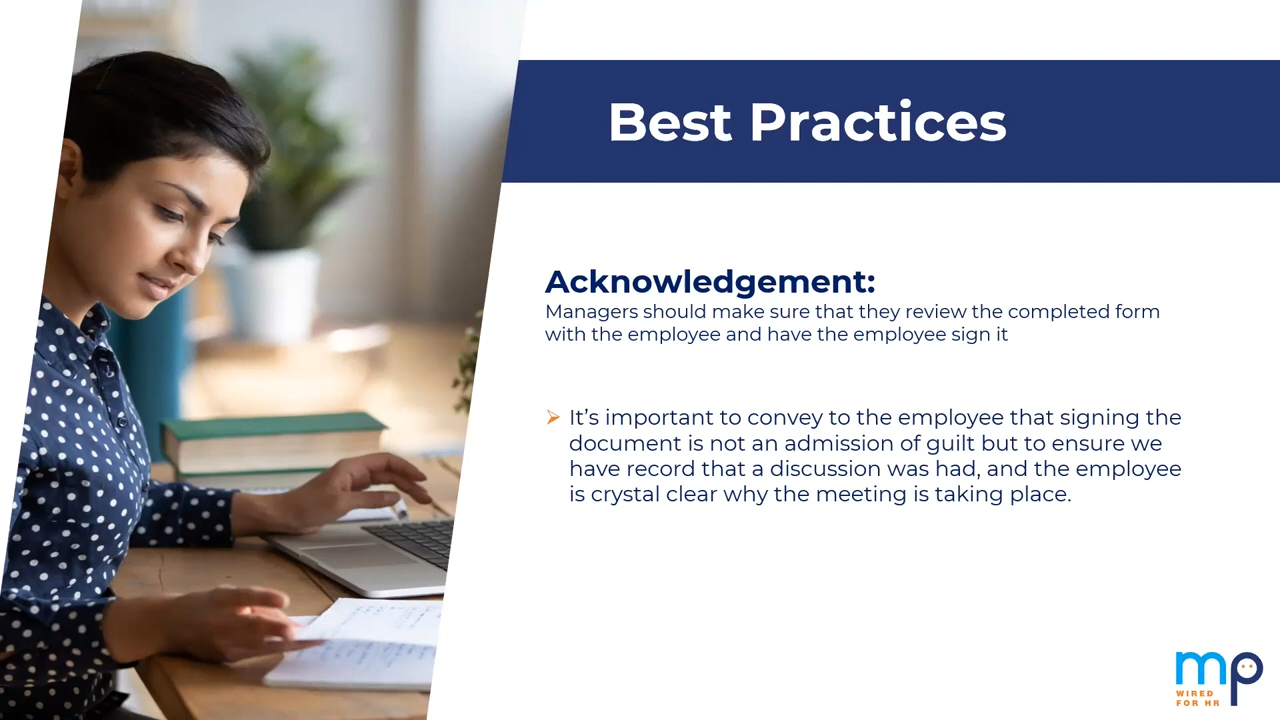 Best Practices
Acknowledgement:
Managers should make sure that they review the completed form
with the employee and have the employee sign it
➢ It’s important to convey to the employee that signing the
document is not an admission of guilt but to ensure we
have record that a discussion was had, and the employee
is crystal clear why the meeting is taking place.
mp
WIRED
FOR HR